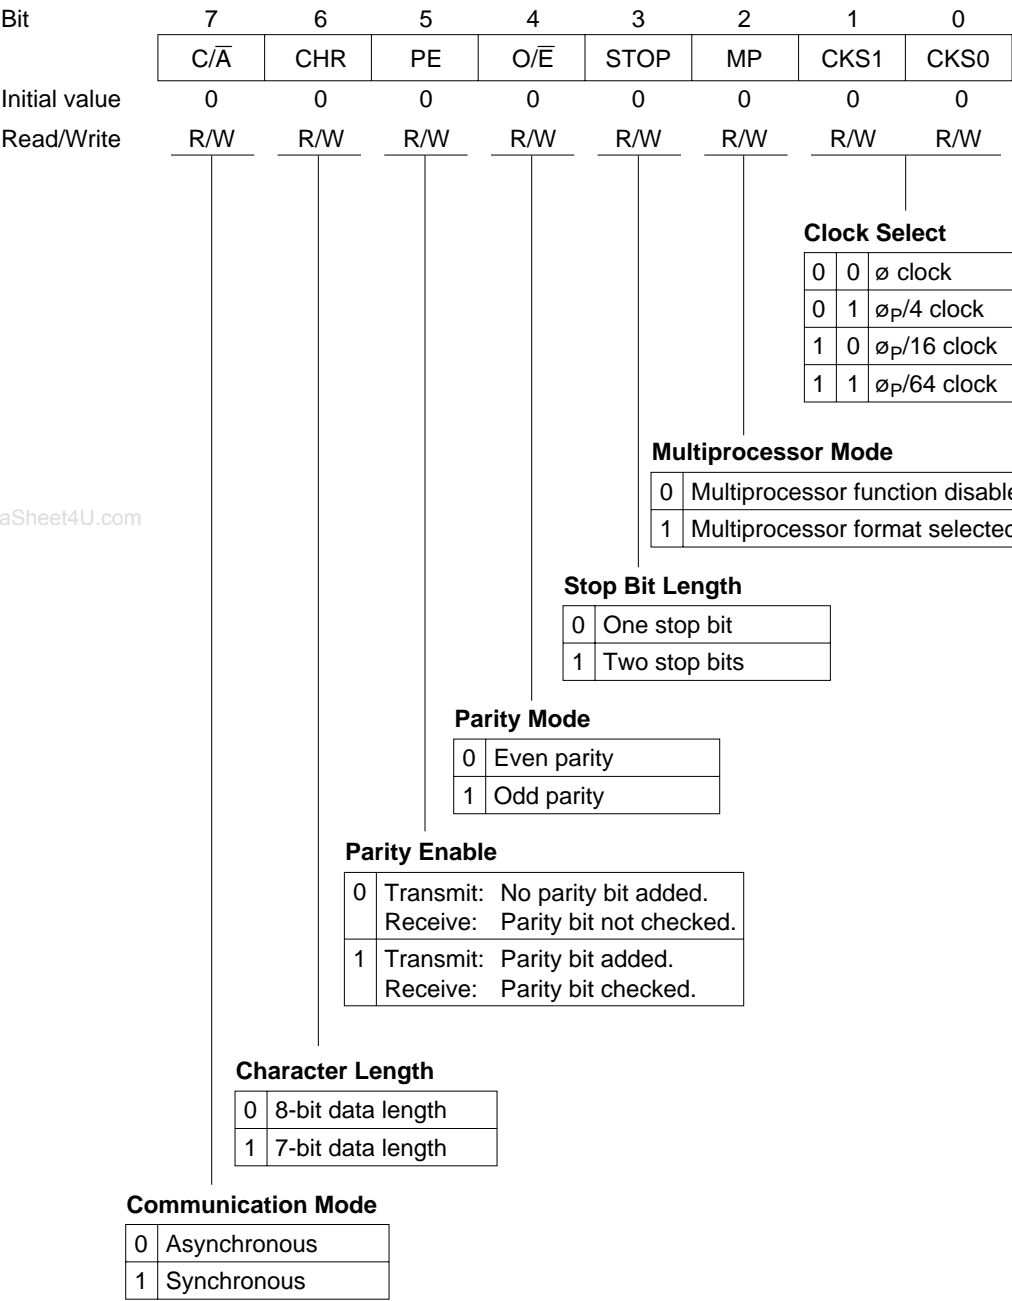 Bit 7 6 5 4 3 2 1 0
C/A̅ CHR PE O/E̅ STOP MP CKS1 CKS0
Initial value 0 0 0 0 0 0 0 0
Read/Write R/W R/W R/W R/W R/W R/W R/W R/W
Clock Select
0 0 ø clock
0 1 øP/4 clock
1 0 øP/16 clock
1 1 øP/64 clock
Multiprocessor Mode
0 Multiprocessor function disable
1 Multiprocessor format selected
aSheet4U.com
Stop Bit Length
0 One stop bit
1 Two stop bits
Parity Mode
0 Even parity
1 Odd parity
Parity Enable
0 Transmit: No parity bit added.
Receive: Parity bit not checked.
1 Transmit: Parity bit added.
Receive: Parity bit checked.
Character Length
0 8-bit data length
1 7-bit data length
Communication Mode
0 Asynchronous
1 Synchronous